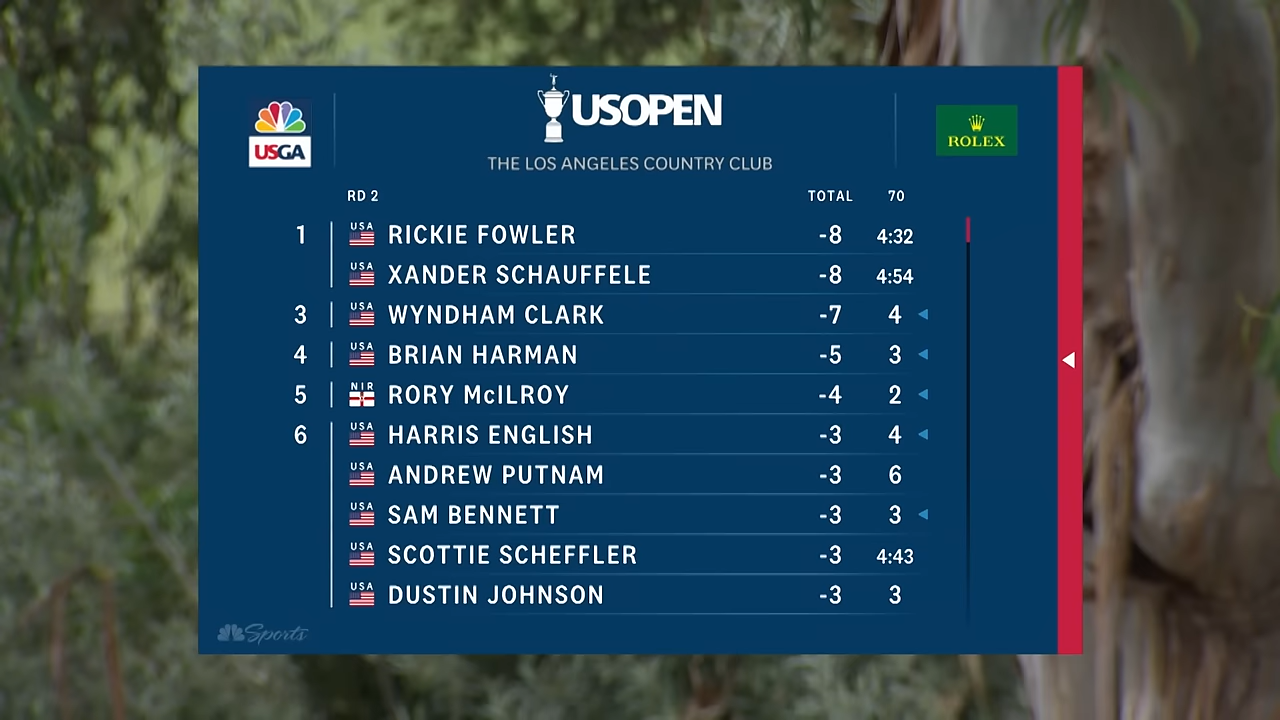 USOPEN
USGA
ROLEX
THE LOS ANGELES COUNTRY CLUB
RD 2 TOTAL 70
1 USA RICKIE FOWLER -8 4:32
USA XANDER SCHAUFFELE -8 4:54
3 USA WYNDHAM CLARK -7 4
4 USA BRIAN HARMAN -5 3
5 NIR RORY McILROY -4 2
6 USA HARRIS ENGLISH -3 4
USA ANDREW PUTNAM -3 6
USA SAM BENNETT -3 3
USA SCOTTIE SCHEFFLER -3 4:43
USA DUSTIN JOHNSON -3 3
Sports